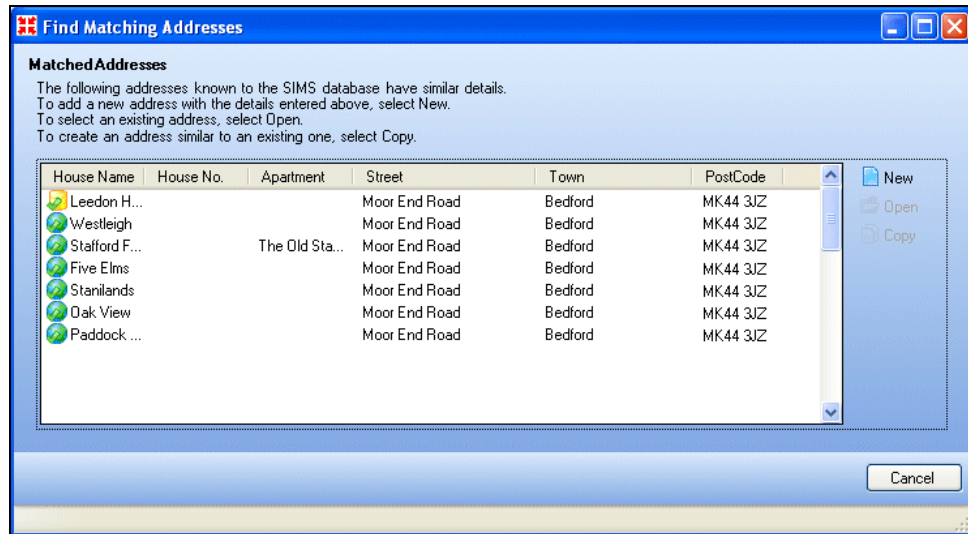 Find Matching Addresses
Matched Addresses
The following addresses known to the SIMS database have similar details.
To add a new address with the details entered above, select New.
To select an existing address, select Open.
To create an address similar to an existing one, select Copy.
House Name House No. Apartment Street Town PostCode
Leedon H... Moor End Road Bedford MK44 3JZ
Westleigh Moor End Road Bedford MK44 3JZ
Stafford F... The Old Sta... Moor End Road Bedford MK44 3JZ
Five Elms Moor End Road Bedford MK44 3JZ
Stanilands Moor End Road Bedford MK44 3JZ
Oak View Moor End Road Bedford MK44 3JZ
Paddock ... Moor End Road Bedford MK44 3JZ
New
Open
Copy
Cancel